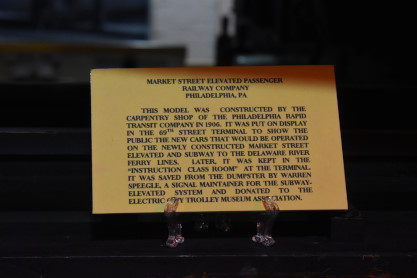 MARKET STREET ELEVATED PASSENGER
RAILWAY COMPANY
PHILADELPHIA, PA
THIS MODEL WAS CONSTRUCTED BY THE
CARPENTRY SHOP OF THE PHILADELPHIA RAPID
TRANSIT COMPANY IN 1906. IT WAS PUT ON DISPLAY
IN THE 69TH STREET TERMINAL TO SHOW THE
PUBLIC THE NEW CARS THAT WOULD BE OPERATED
ON THE NEWLY CONSTRUCTED MARKET STREET
ELEVATED AND SUBWAY TO THE DELAWARE RIVER
FERRY LINES. LATER, IT WAS KEPT IN THE
"INSTRUCTION CLASS ROOM" AT THE TERMINAL
IT WAS SAVED FROM THE DUMPSTER BY WARREN
SPEEGLE, A SIGNAL MAINTAINER FOR THE SUBWAY-
ELEVATED SYSTEM AND DONATED TO THE
ELECTRIC CITY TROLLEY MUSEUM ASSOCIATION.